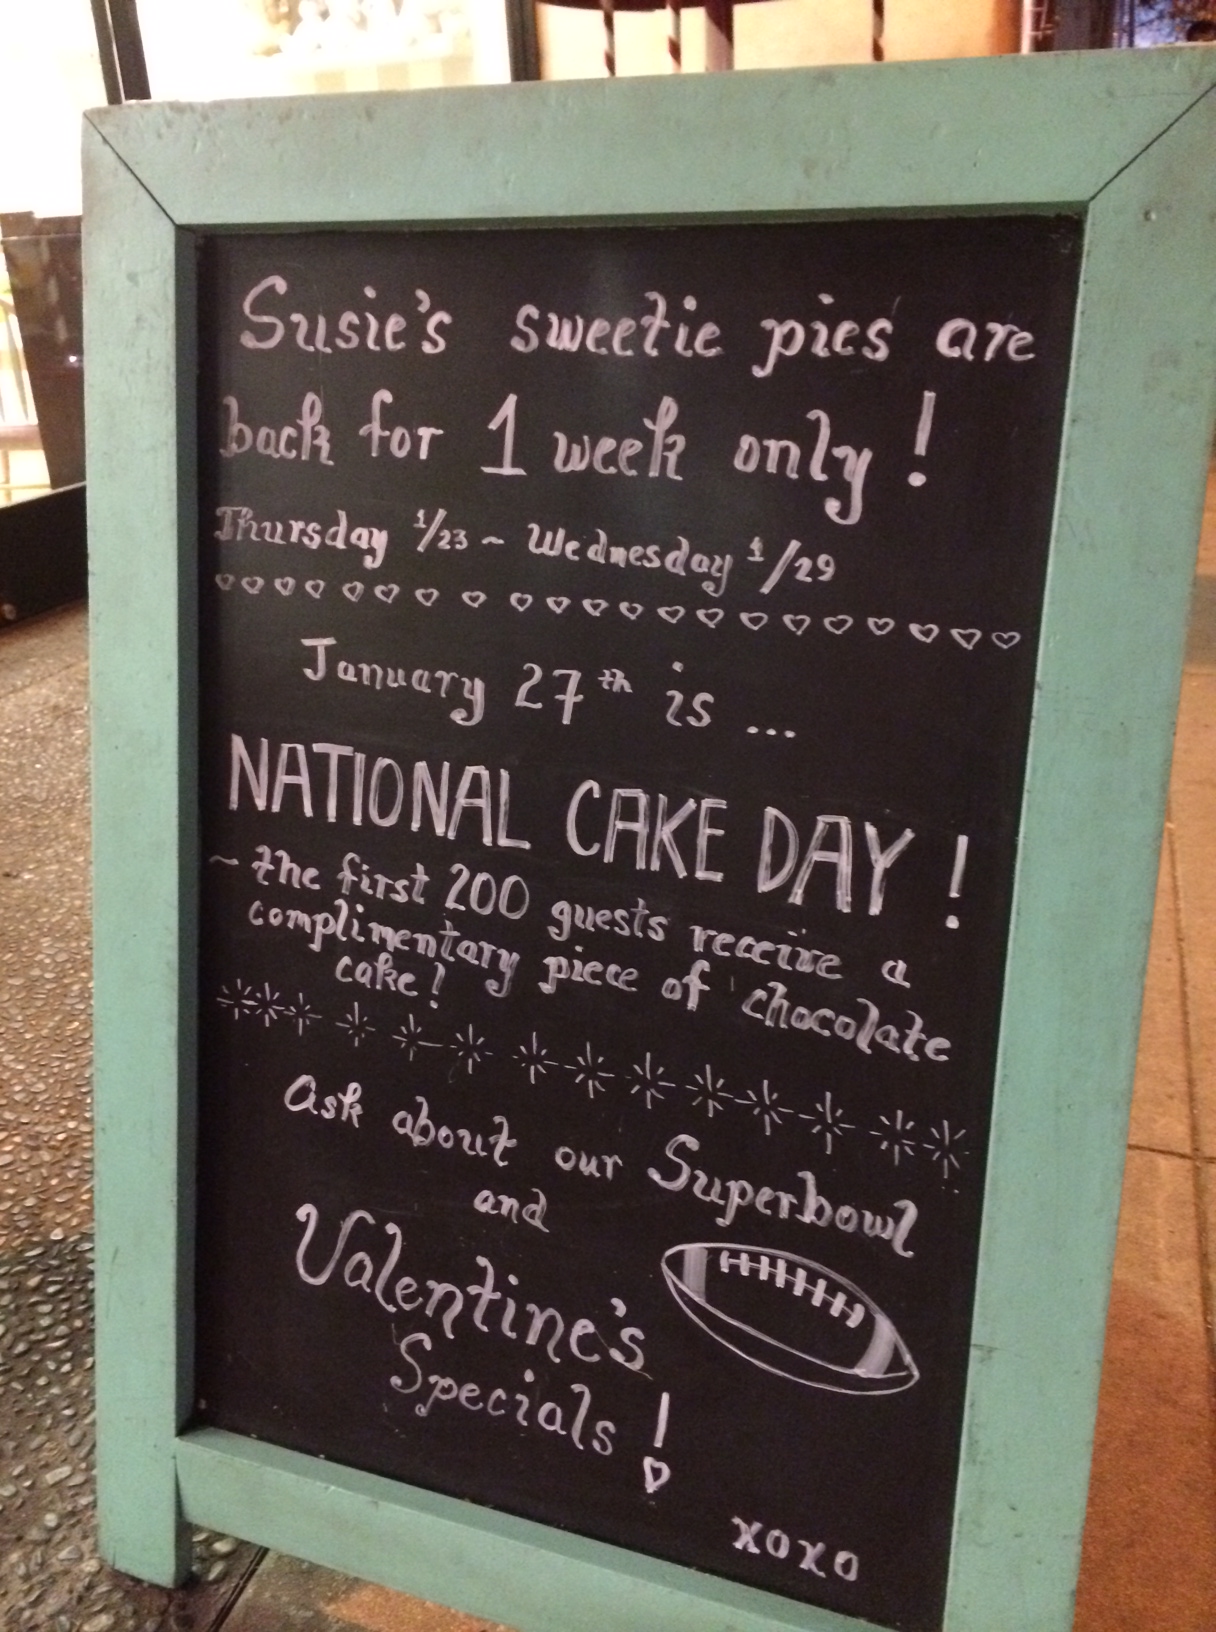 Susie's sweetie pies are
back for 1 week only!
Thursday 1/23 ~ Wednesday 1/29
January 27th is ...
NATIONAL CAKE DAY!
~ the first 200 guests receive a
complimentary piece of chocolate
cake!
Ask about our Superbowl
and
Valentine's
Specials!
xoxo